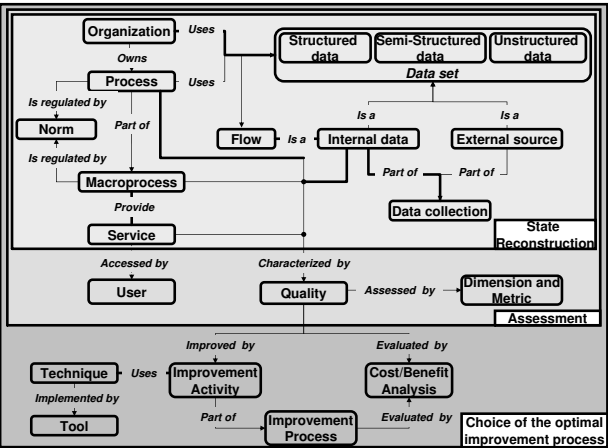 Organization
Uses
Structured
data
Semi-Structured
data
Unstructured
data
Data set
Owns
Process
Uses
Is regulated by
Norm
Part of
Flow
Is a
Internal data
Is a
Is a
External source
Is regulated by
Macroprocess
Part of
Part of
Provide
Data collection
Service
State
Reconstruction
Accessed by
Characterized by
User
Quality
Assessed by
Dimension and
Metric
Assessment
Improved by
Evaluated by
Technique
Uses
Improvement
Activity
Cost/Benefit
Analysis
Implemented by
Part of
Evaluated by
Tool
Improvement
Process
Choice of the optimal
improvement process